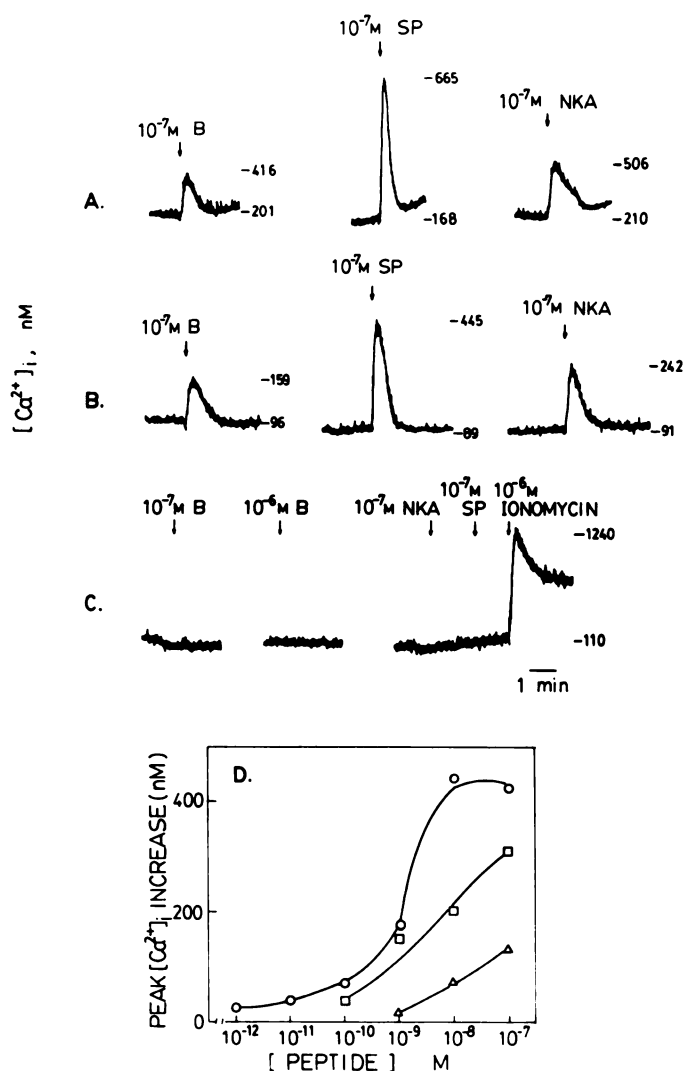 10⁻⁷M SP
-665
10⁻⁷M B
10⁻⁷M NKA
-416
-506
A.
-201
-168
-210
10⁻⁷M SP
10⁻⁷M B
10⁻⁷M NKA
-445
-159
-242
B.
-96
-89
-91
[Ca²⁺]i, nM
10⁻⁷M 10⁻⁶M
10⁻⁷M B 10⁻⁶M B 10⁻⁷M NKA SP IONOMYCIN
-1240
C.
-110
1 min
D.
PEAK [Ca²⁺]i INCREASE (nM)
400
200
0
10⁻¹² 10⁻¹¹ 10⁻¹⁰ 10⁻⁹ 10⁻⁸ 10⁻⁷
[ PEPTIDE ] M